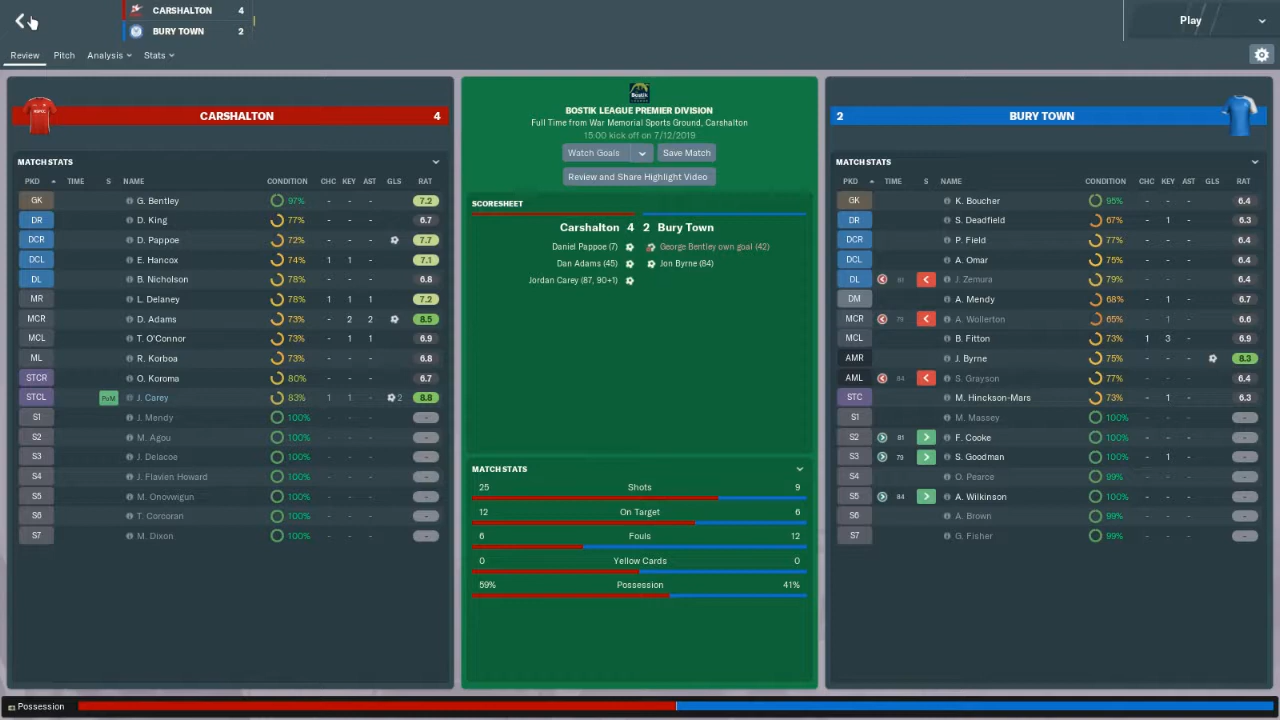 CARSHALTON 4
BURY TOWN 2
Play
Review Pitch Analysis Stats
CARSHALTON 4
MATCH STATS
PKD TIME S NAME CONDITION CHC KEY AST GLS RAT
GK G. Bentley 97% - - - 7.2
DR D. King 77% - - - 6.7
DCR D. Pappoe 72% - - - 7.7
DCL E. Hancox 74% 1 1 - 7.1
DL B. Nicholson 78% - - - 6.8
MR L. Delaney 78% 1 1 1 7.2
MCR D. Adams 73% - 2 2 8.5
MCL T. O'Connor 73% - 1 1 6.9
ML R. Korboa 73% - - - 6.8
STCR O. Koroma 80% - - - 6.7
STCL PoM J. Carey 83% 1 1 - 2 8.8
S1 J. Mandy 100% -
S2 M. Agou 100% -
S3 J. Delacoe 100% -
S4 J. Flavien Howard 100% -
S5 M. Onovwigun 100% -
S6 T. Corcoran 100% -
S7 M. Dixon 100% -
Bostik
BOSTIK LEAGUE PREMIER DIVISION
Full Time from War Memorial Sports Ground, Carshalton
15:00 kick off on 7/12/2019
Watch Goals Save Match
Review and Share Highlight Video
SCORESHEET
Carshalton 4 2 Bury Town
Daniel Pappoe (7) George Bentley own goal (42)
Dan Adams (45) Jon Byrne (84)
Jordan Carey (87, 90+1)
MATCH STATS
25 Shots 9
12 On Target 6
6 Fouls 12
0 Yellow Cards 0
59% Possession 41%
2 BURY TOWN
MATCH STATS
PKD TIME S NAME CONDITION CHC KEY AST GLS RAT
GK K. Boucher 95% - - - 6.4
DR S. Deadfield 67% - 1 - 6.3
DCR P. Field 77% - - - 6.4
DCL A. Omar 75% - - - 6.4
DL 81 J. Zemura 79% - - - 6.4
DM A. Mendy 68% - 1 - 6.7
MCR 79 A. Wollerton 65% - 1 - 6.6
MCL B. Fitton 73% 1 3 - 6.9
AMR J. Byrne 75% - - - 8.3
AML 84 S. Grayson 77% - - - 6.4
STC M. Hinckson-Mars 73% - 1 - 6.3
S1 M. Massey 100% -
S2 81 F. Cooke 100% - - - -
S3 79 S. Goodman 100% - 1 - -
S4 O. Pearce 99% -
S5 84 A. Wilkinson 100% - - - -
S6 A. Brown 99% -
S7 G. Fisher 99% -
Possession